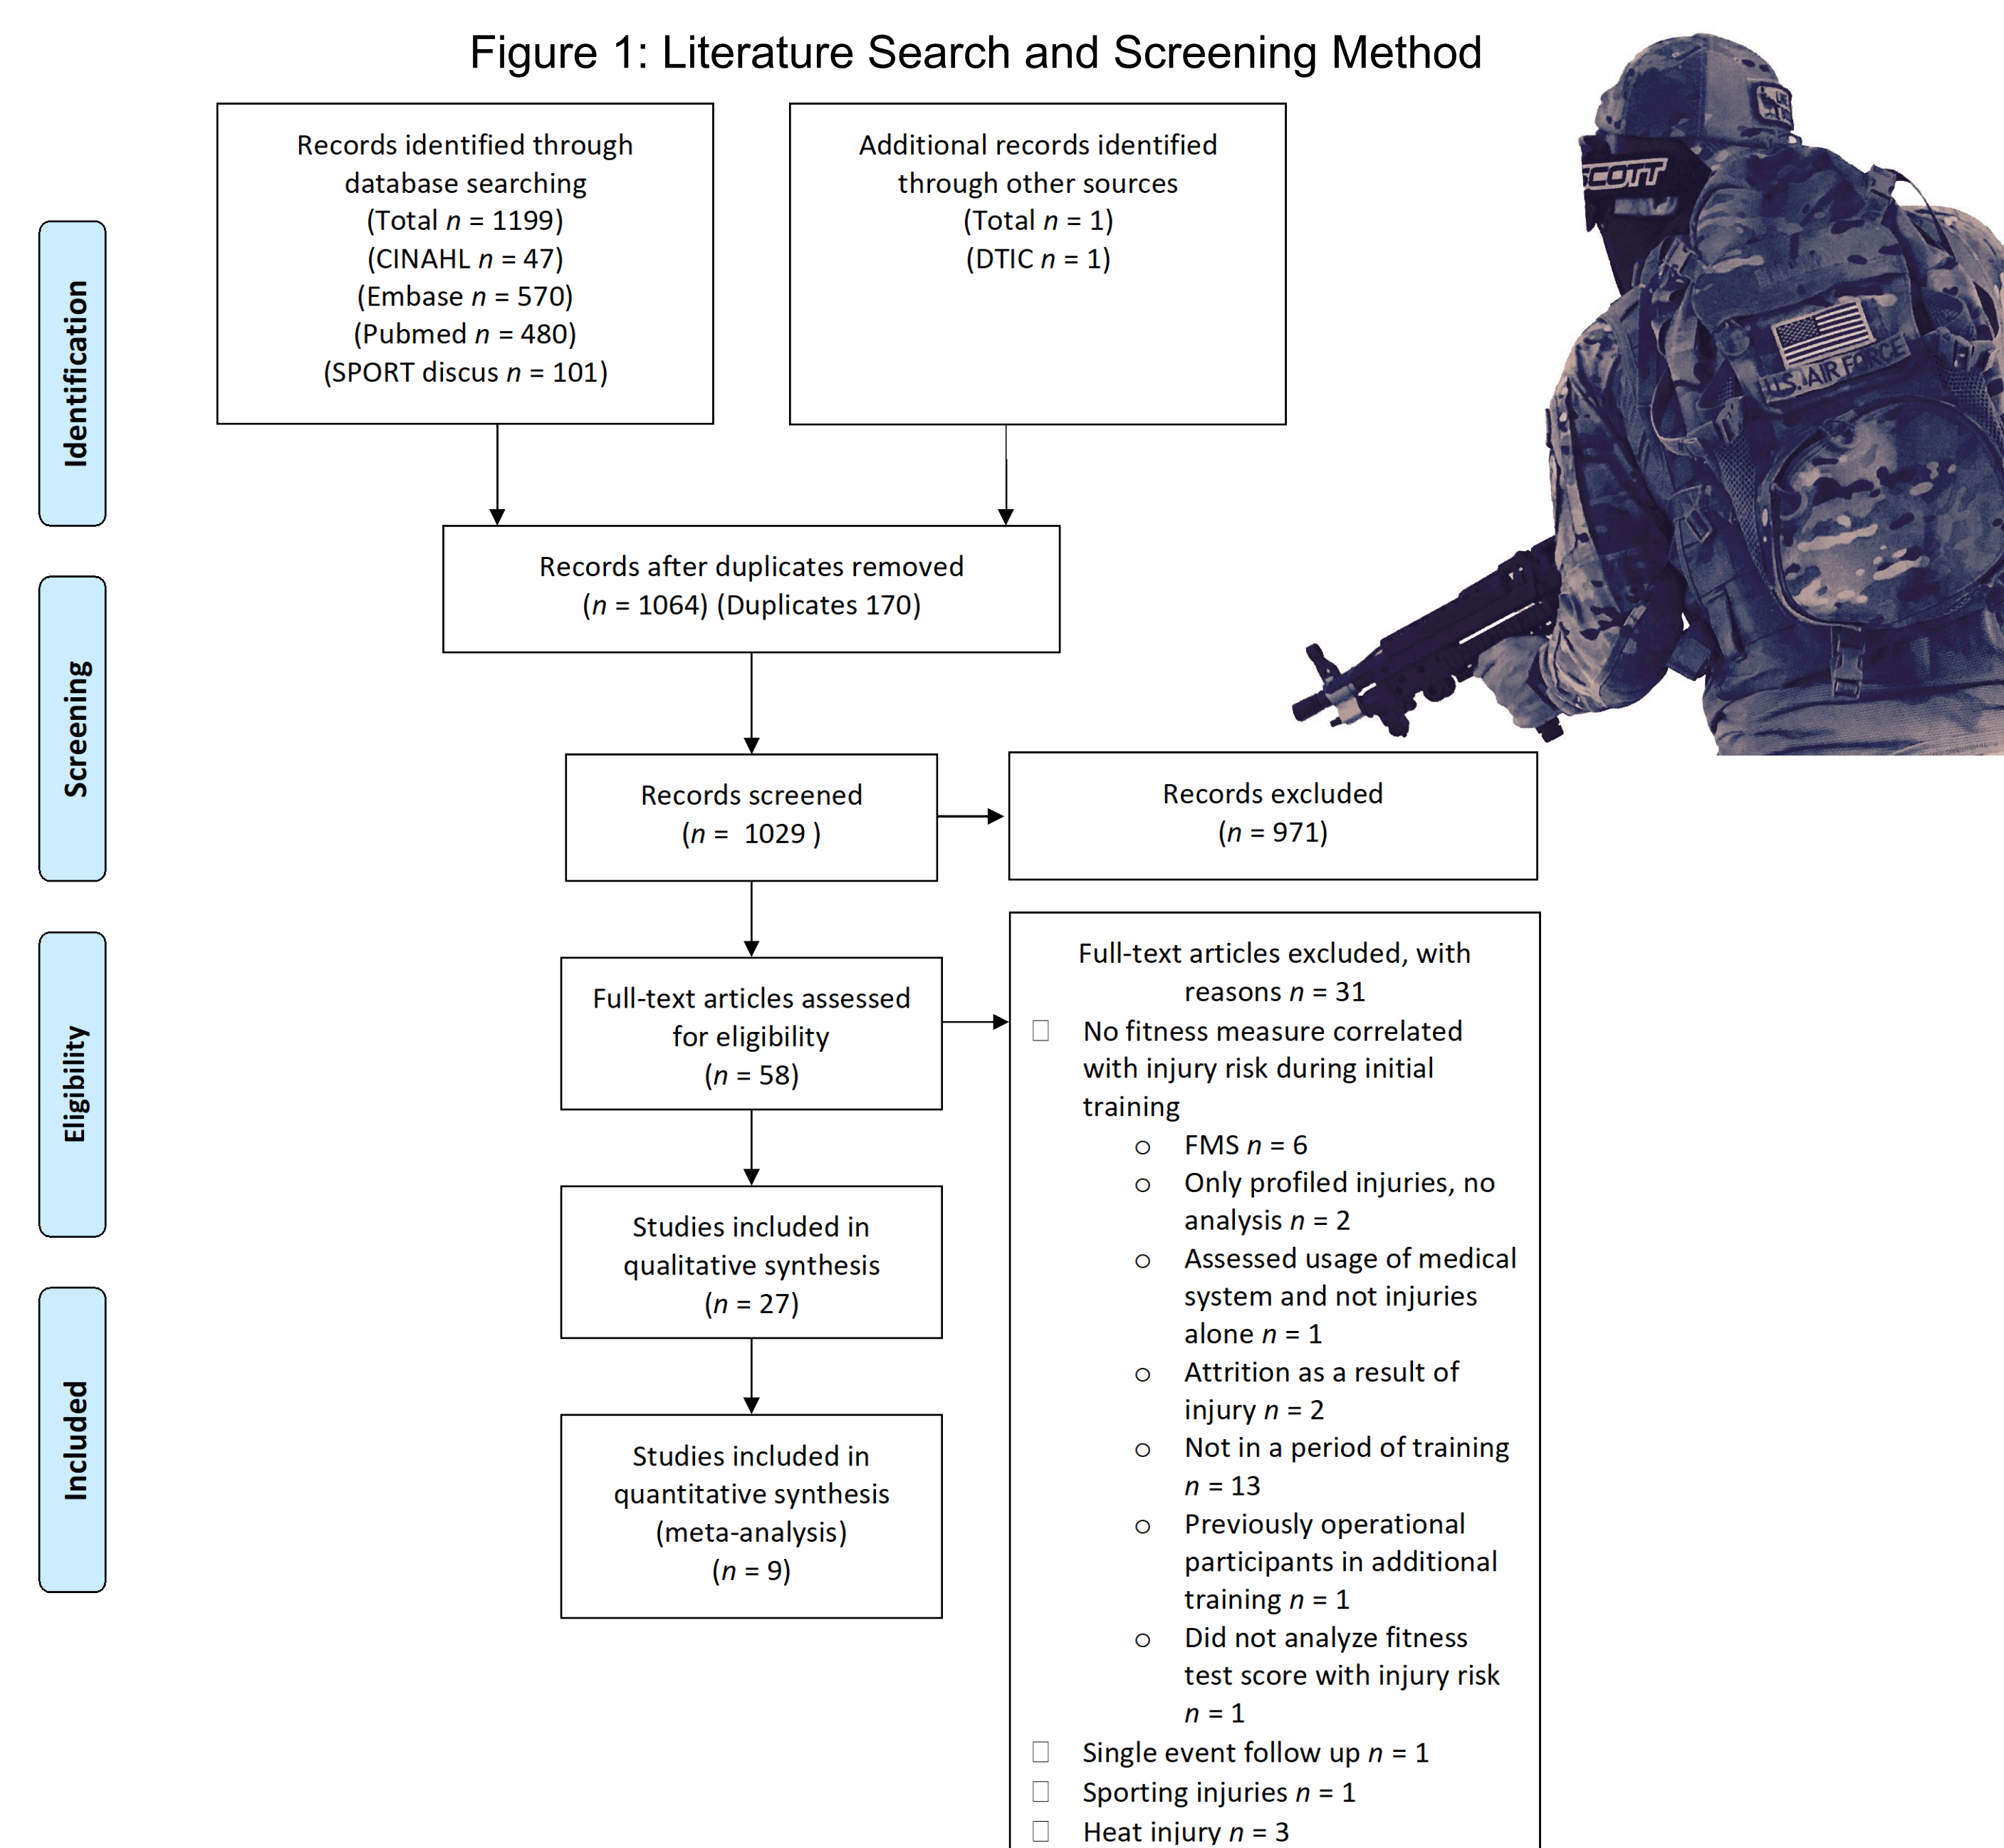 Figure 1: Literature Search and Screening Method
Records identified through
database searching
(Total n = 1199)
(CINAHL n = 47)
(Embase n = 570)
(Pubmed n = 480)
(SPORT discus n = 101)
Additional records identified
through other sources
(Total n = 1)
(DTIC n = 1)
SCOTT
U.S. AIR FORCE
Identification
Records after duplicates removed
(n = 1064) (Duplicates 170)
Screening
Records screened
(n = 1029 )
Records excluded
(n = 971)
Eligibility
Full-text articles assessed
for eligibility
(n = 58)
Full-text articles excluded, with
reasons n = 31
No fitness measure correlated
with injury risk during initial
training
o FMS n = 6
o Only profiled injuries, no
analysis n = 2
o Assessed usage of medical
system and not injuries
alone n = 1
o Attrition as a result of
injury n = 2
o Not in a period of training
n = 13
o Previously operational
participants in additional
training n = 1
o Did not analyze fitness
test score with injury risk
n = 1
Single event follow up n = 1
Sporting injuries n = 1
Heat injury n = 3
Studies included in
qualitative synthesis
(n = 27)
Included
Studies included in
quantitative synthesis
(meta-analysis)
(n = 9)